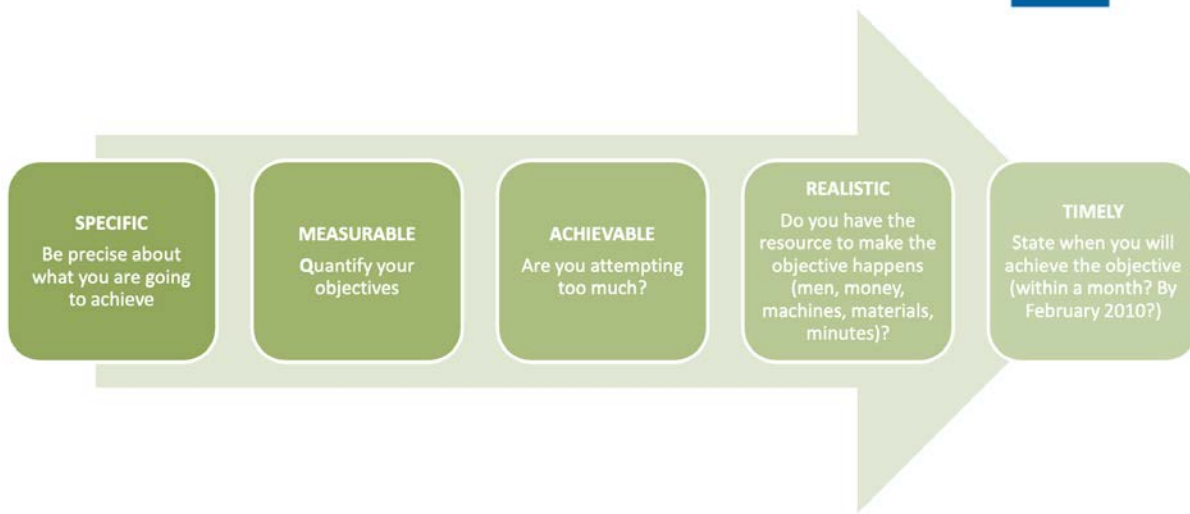 SPECIFIC
Be precise about
what you are going
to achieve
MEASURABLE
Quantify your
objectives
ACHIEVABLE
Are you attempting
too much?
REALISTIC
Do you have the
resource to make the
objective happens
(men, money,
machines, materials,
minutes)?
TIMELY
State when you will
achieve the objective
(within a month? By
February 2010?)